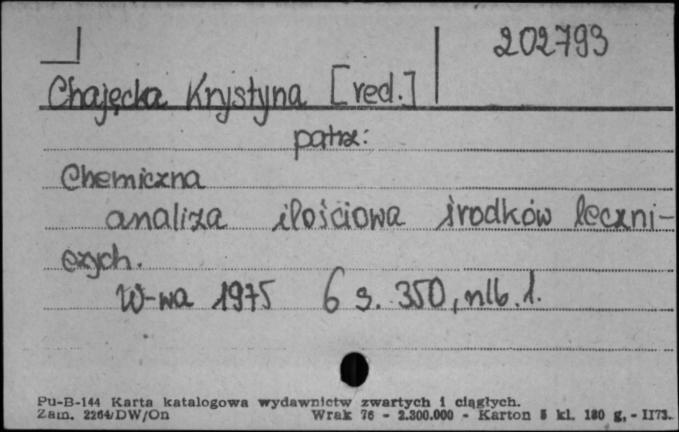 202793
Chajęcka Krystyna [red.]
patrz:
Chemiczna
analiza ilościowa środków leczni-
czych.
W-wa 1975 6 s. 350, nlb. 1.
Pu-B-144 Karta katalogowa wydawnictw zwartych i ciągłych.
Zam. 2264/DW/On Wrak 76 - 2.300.000 - Karton 5 kl. 180 g. - II73.